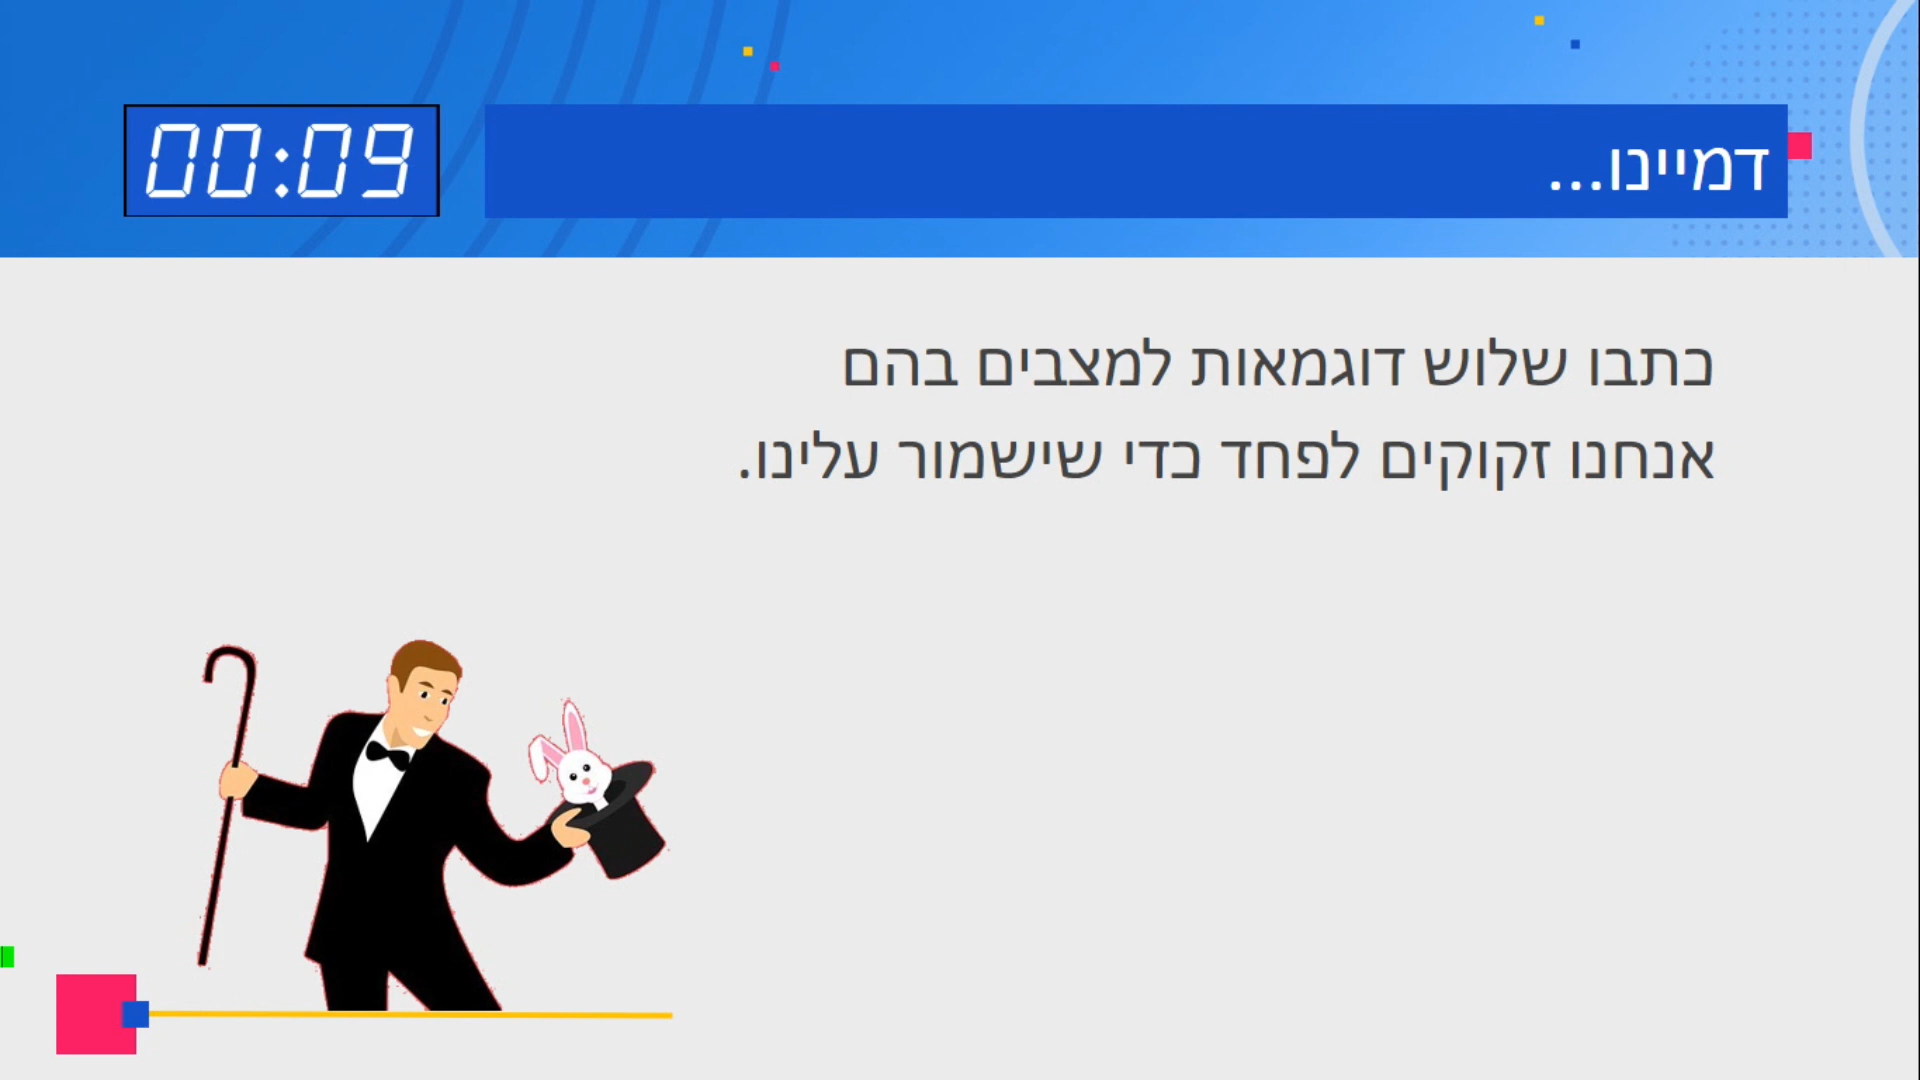 דמיינו...
00:09
כתבו שלוש דוגמאות למצבים בהם
אנחנו זקוקים לפחד כדי שישמור עלינו.